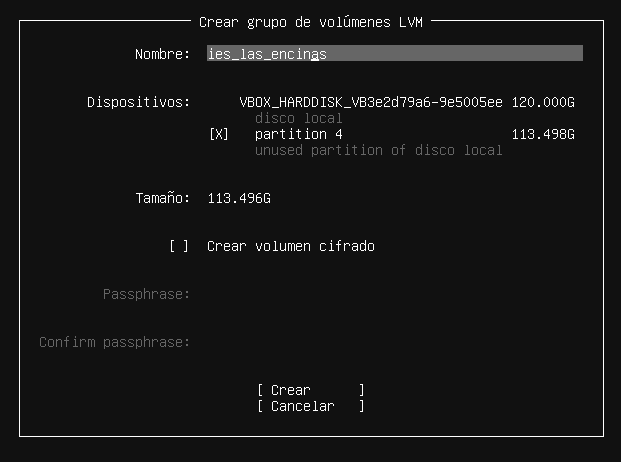 Crear grupo de volúmenes LVM
Nombre: ies_las_encinas
Dispositivos: VBOX_HARDDISK_VB3e2d79a6-9e5005ee 120.000G
disco local
[X] partition 4 113.498G
unused partition of disco local
Tamaño: 113.496G
[ ] Crear volumen cifrado
Passphrase:
Confirm passphrase:
[ Crear ]
[ Cancelar ]